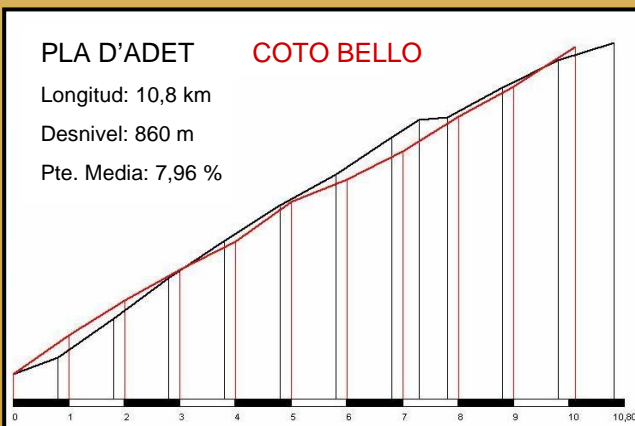 PLA D'ADET COTO BELLO
Longitud: 10,8 km
Desnivel: 860 m
Pte. Media: 7,96 %
0 1 2 3 4 5 6 7 8 9 10 10,80